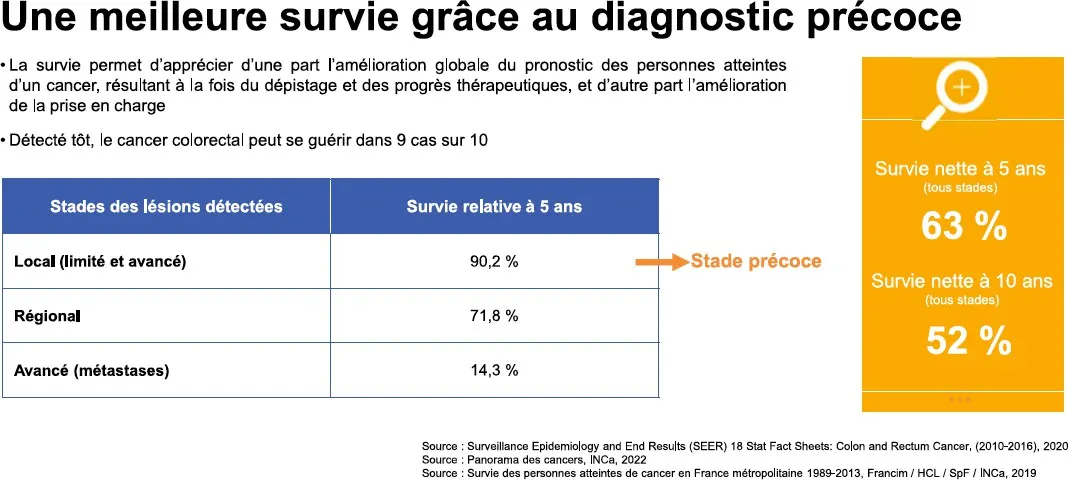 Une meilleure survie grâce au diagnostic précoce
• La survie permet d’apprécier d’une part l’amélioration globale du pronostic des personnes atteintes
d’un cancer, résultant à la fois du dépistage et des progrès thérapeutiques, et d’autre part l’amélioration
de la prise en charge
• Détecté tôt, le cancer colorectal peut se guérir dans 9 cas sur 10
Stades des lésions détectées Survie relative à 5 ans
Local (limité et avancé) 90,2 % Stade précoce
Régional 71,8 %
Avancé (métastases) 14,3 %
Survie nette à 5 ans
(tous stades)
63 %
Survie nette à 10 ans
(tous stades)
52 %
Source : Surveillance Epidemiology and End Results (SEER) 18 Stat Fact Sheets: Colon and Rectum Cancer, (2010-2016), 2020
Source : Panorama des cancers, INCa, 2022
Source : Survie des personnes atteintes de cancer en France métropolitaine 1989-2013, Francim / HCL / SpF / INCa, 2019